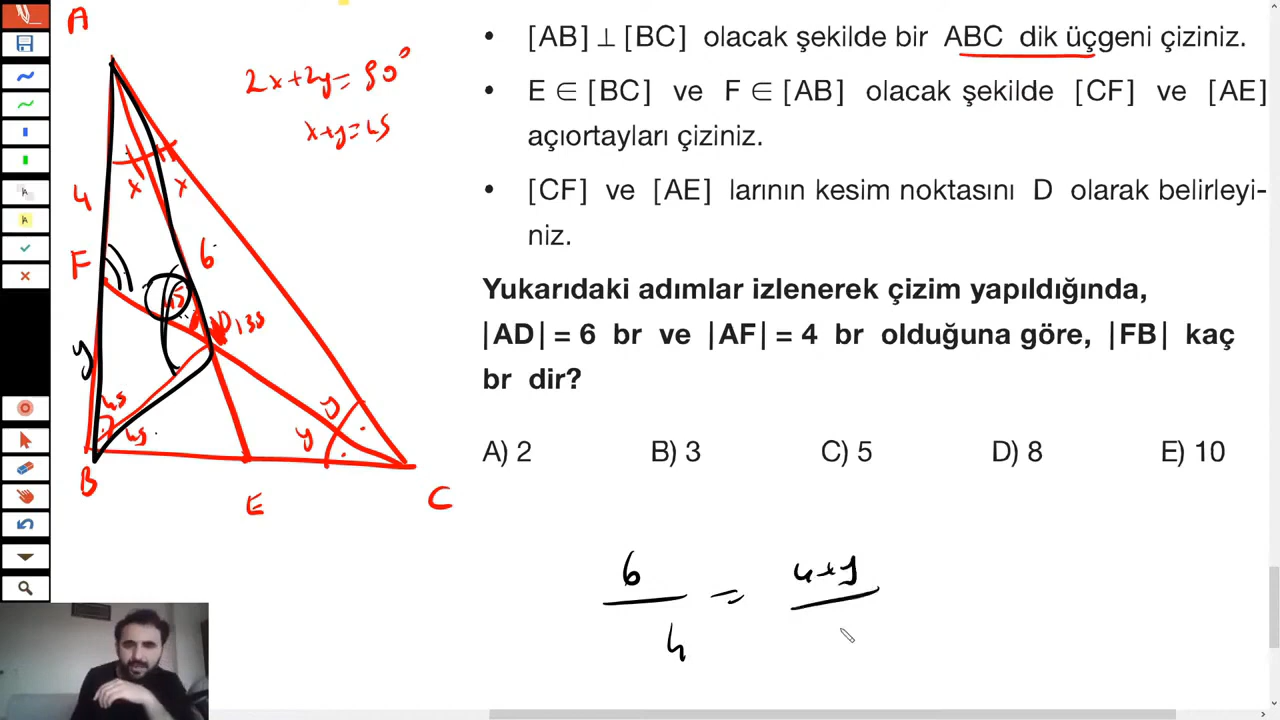 • [AB] ⊥ [BC] olacak şekilde bir ABC dik üçgeni çiziniz.
• E ∈ [BC] ve F ∈ [AB] olacak şekilde [CF] ve [AE]
açıortayları çiziniz.
• [CF] ve [AE] larının kesim noktasını D olarak belirleyi-
niz.
Yukarıdaki adımlar izlenerek çizim yapıldığında,
|AD| = 6 br ve |AF| = 4 br olduğuna göre, |FB| kaç
br dir?
A) 2 B) 3 C) 5 D) 8 E) 10
A
2x+2y=90°
x+y=45
x x
4
F
6
45
D 135
y
45
45
y y
B
E
C
6 = 4+y
4